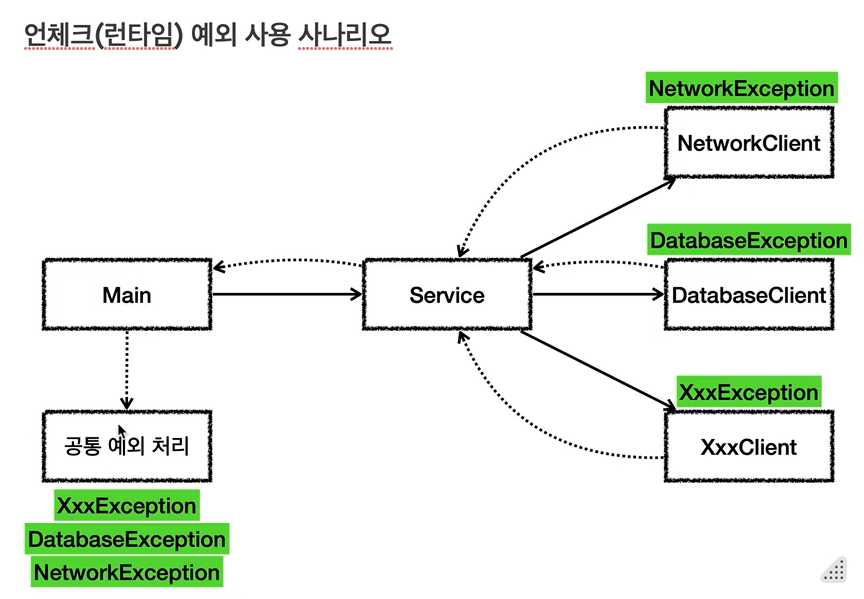 언체크(런타임) 예외 사용 사나리오
NetworkException
NetworkClient
DatabaseException
Main
Service
DatabaseClient
XxxException
공통 예외 처리
XxxClient
XxxException
DatabaseException
NetworkException